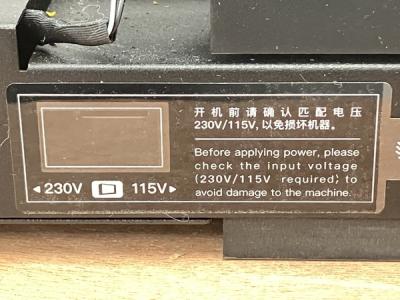 开机前请确认匹配电压
230V/115V, 以免损坏机器。
Before applying power, please
check the input voltage
(230V/115V required) to
avoid damage to the machine.
◄230V 115V►